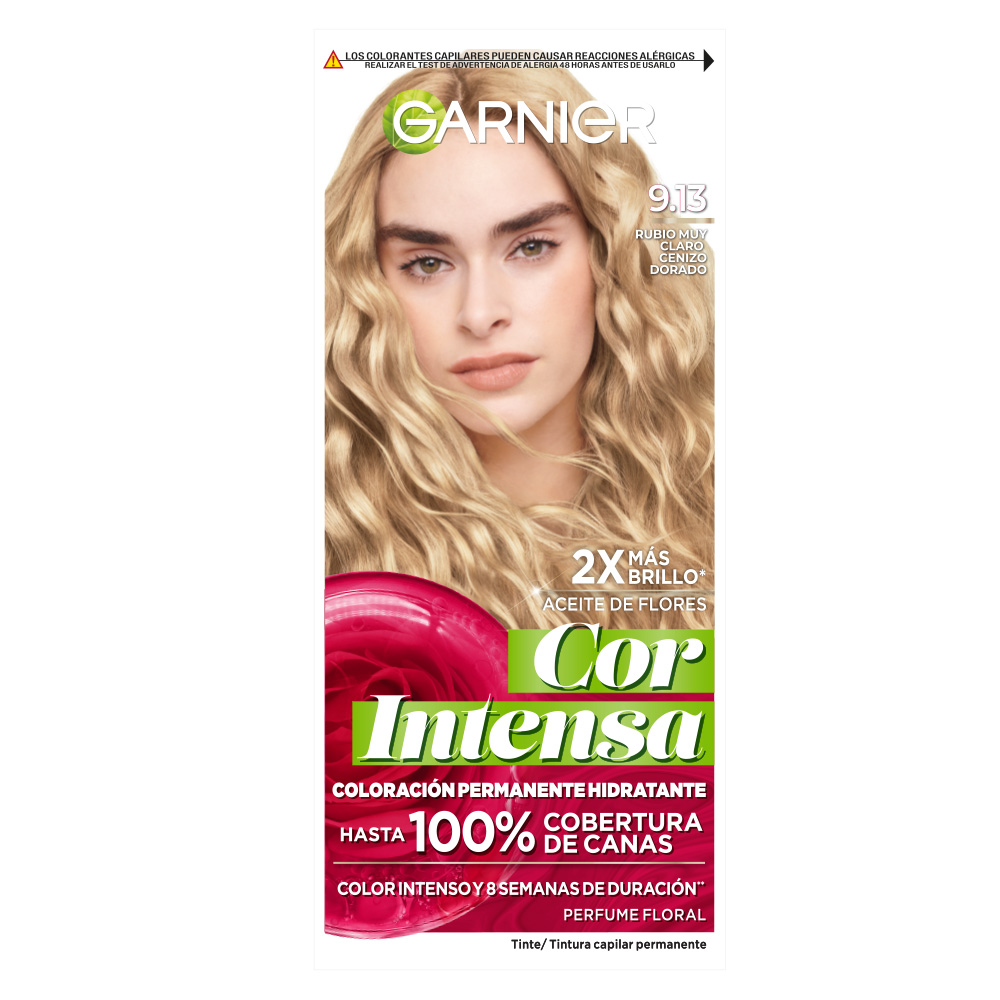 LOS COLORANTES CAPILARES PUEDEN CAUSAR REACCIONES ALÉRGICAS
REALIZAR EL TEST DE ADVERTENCIA DE ALERGIA 48 HORAS ANTES DE USARLO
GARNIER
9.13
RUBIO MUY
CLARO
CENIZO
DORADO
2X MÁS
BRILLO*
ACEITE DE FLORES
Cor
Intensa
COLORACIÓN PERMANENTE HIDRATANTE
HASTA 100% COBERTURA
DE CANAS
COLOR INTENSO Y 8 SEMANAS DE DURACIÓN**
PERFUME FLORAL
Tinte/ Tintura capilar permanente